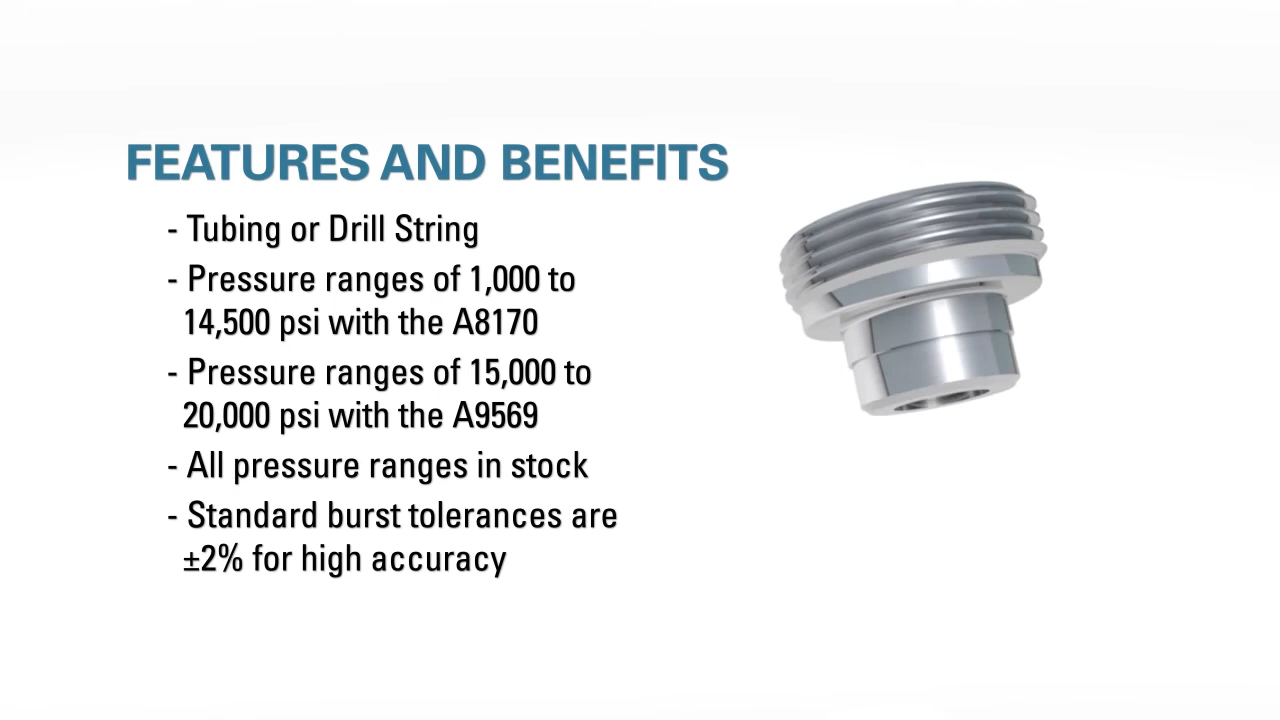 FEATURES AND BENEFITS
- Tubing or Drill String
- Pressure ranges of 1,000 to
14,500 psi with the A8170
- Pressure ranges of 15,000 to
20,000 psi with the A9569
- All pressure ranges in stock
- Standard burst tolerances are
±2% for high accuracy